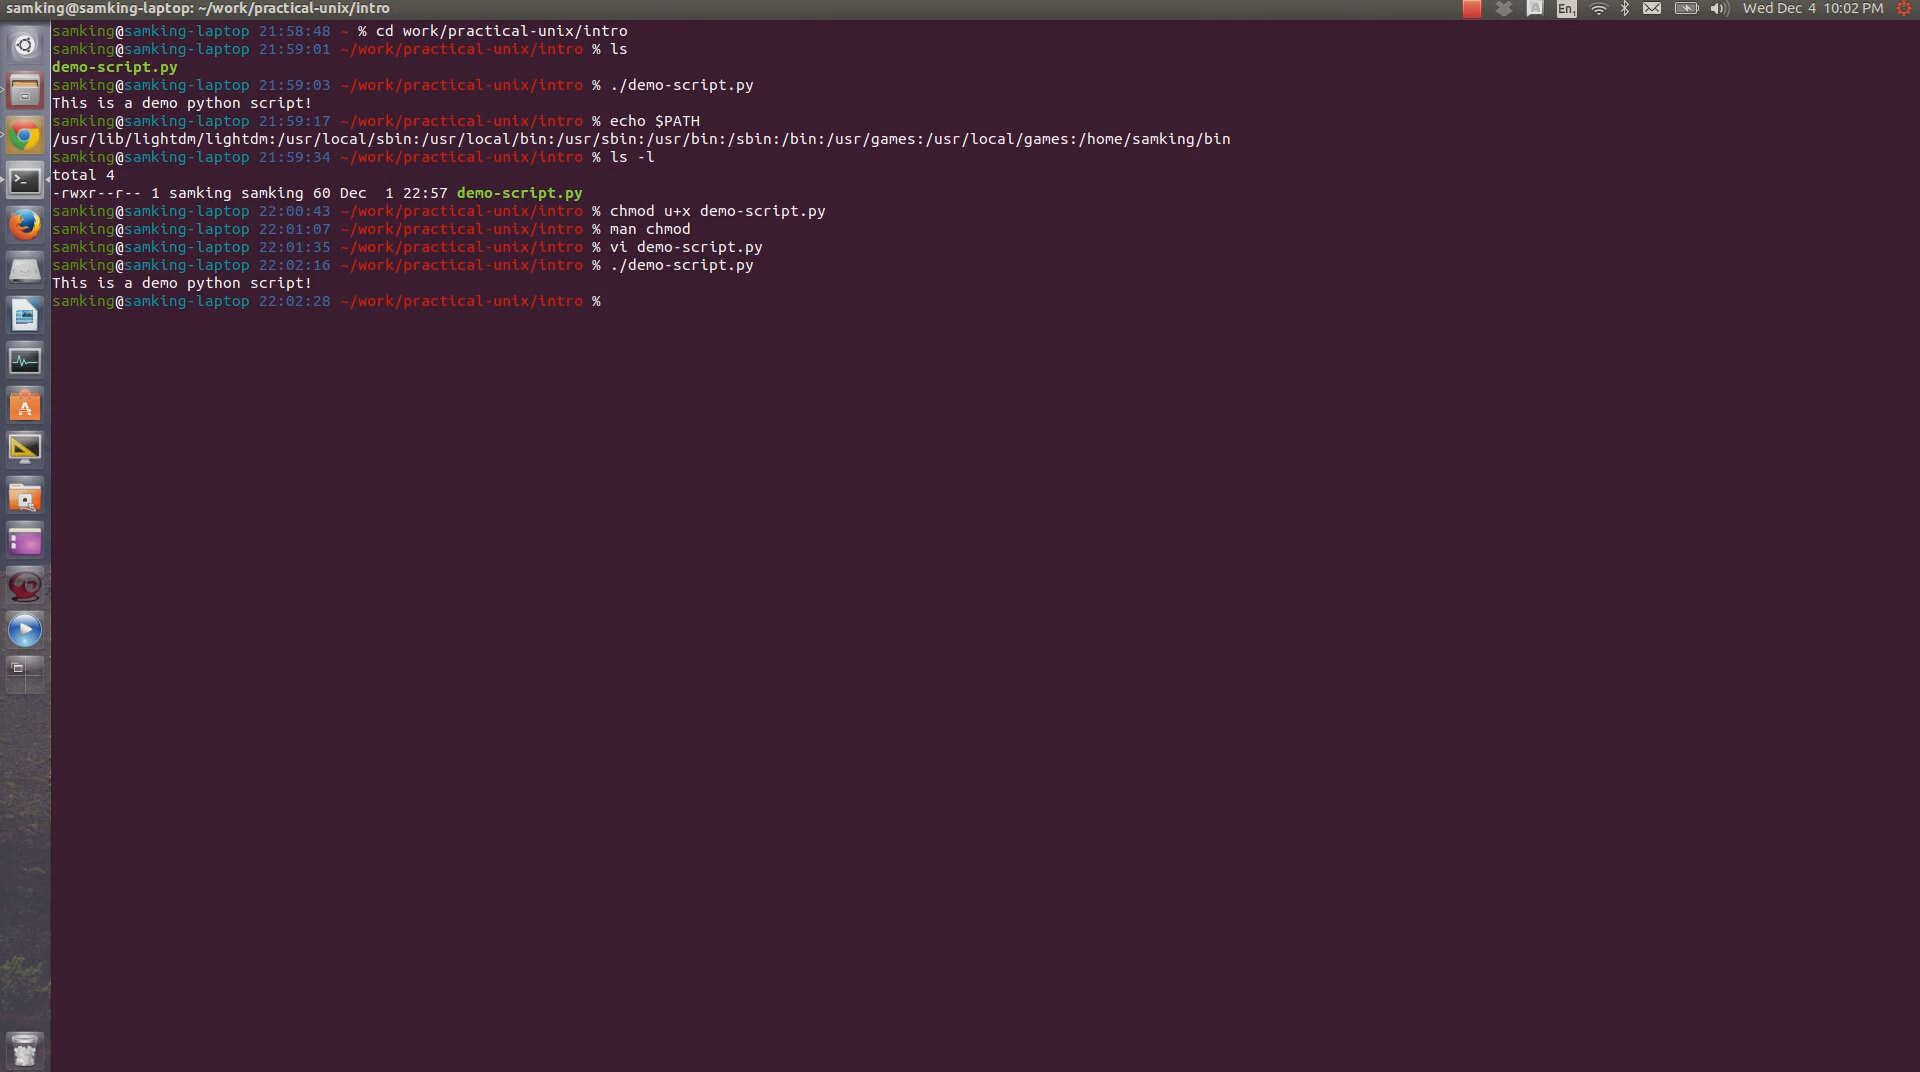 samking@samking-laptop: ~/work/practical-unix/intro
En1
Wed Dec 4 10:02 PM
samking@samking-laptop 21:58:48 ~ % cd work/practical-unix/intro
samking@samking-laptop 21:59:01 ~/work/practical-unix/intro % ls
demo-script.py
samking@samking-laptop 21:59:03 ~/work/practical-unix/intro % ./demo-script.py
This is a demo python script!
samking@samking-laptop 21:59:17 ~/work/practical-unix/intro % echo $PATH
/usr/lib/lightdm/lightdm:/usr/local/sbin:/usr/local/bin:/usr/sbin:/usr/bin:/sbin:/bin:/usr/games:/usr/local/games:/home/samking/bin
samking@samking-laptop 21:59:34 ~/work/practical-unix/intro % ls -l
total 4
-rwxr--r-- 1 samking samking 60 Dec  1 22:57 demo-script.py
samking@samking-laptop 22:00:43 ~/work/practical-unix/intro % chmod u+x demo-script.py
samking@samking-laptop 22:01:07 ~/work/practical-unix/intro % man chmod
samking@samking-laptop 22:01:35 ~/work/practical-unix/intro % vi demo-script.py
samking@samking-laptop 22:02:16 ~/work/practical-unix/intro % ./demo-script.py
This is a demo python script!
samking@samking-laptop 22:02:28 ~/work/practical-unix/intro %